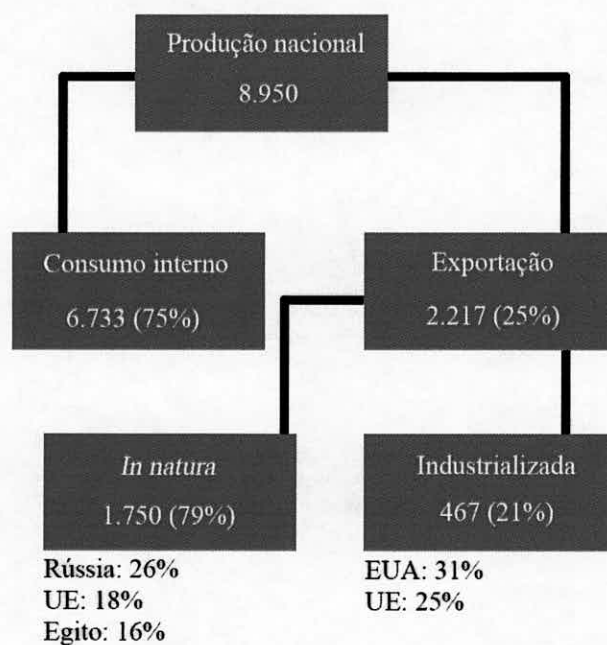 Produção nacional
8.950
Consumo interno
6.733 (75%)
Exportação
2.217 (25%)
In natura
1.750 (79%)
Industrializada
467 (21%)
Rússia: 26%
UE: 18%
Egito: 16%
EUA: 31%
UE: 25%